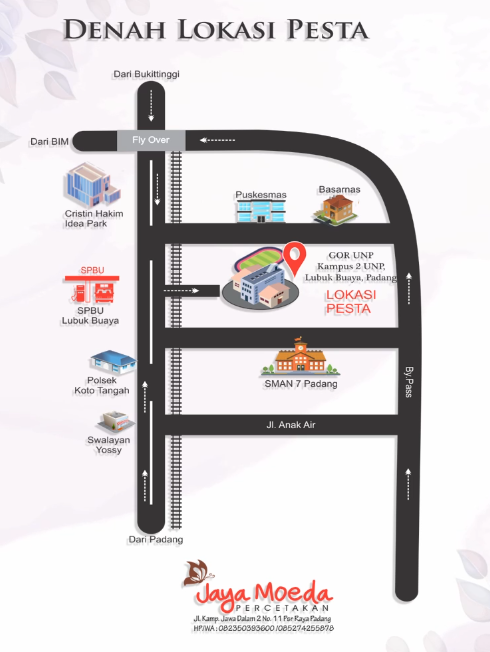 DENAH LOKASI PESTA
Dari Bukittinggi
Dari BIM
Fly Over
Puskesmas
Basarnas
Cristin Hakim
Idea Park
GOR UNP
Kampus 2 UNP,
Lubuk Buaya, Padang
LOKASI
PESTA
SPBU
SPBU
Lubuk Buaya
Polsek
Koto Tangah
SMAN 7 Padang
By Pass
Swalayan
Yossy
Jl. Anak Air
Dari Padang
Jaya Moeda
PERCETAKAN
Jl. Kamp. Jawa Dalam 2 No. 11 Psr Raya Padang
HP/WA : 082350393600 /085274255878